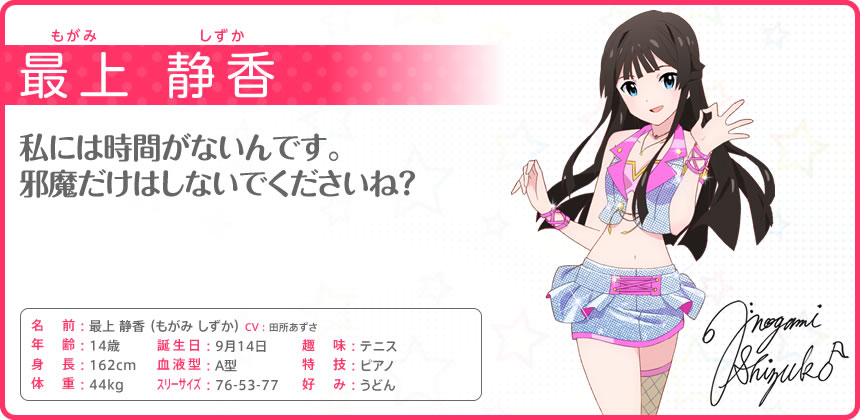 もがみ しずか
最上 静香
私には時間がないんです。
邪魔だけはしないでくださいね?
名 前 : 最上 静香 (もがみ しずか) CV : 田所あずさ
年 齢 : 14歳 誕生日 : 9月14日 趣 味 : テニス
身 長 : 162cm 血液型 : A型 特 技 : ピアノ
体 重 : 44kg スリーサイズ : 76-53-77 好 み : うどん
Mogami
Shizuka